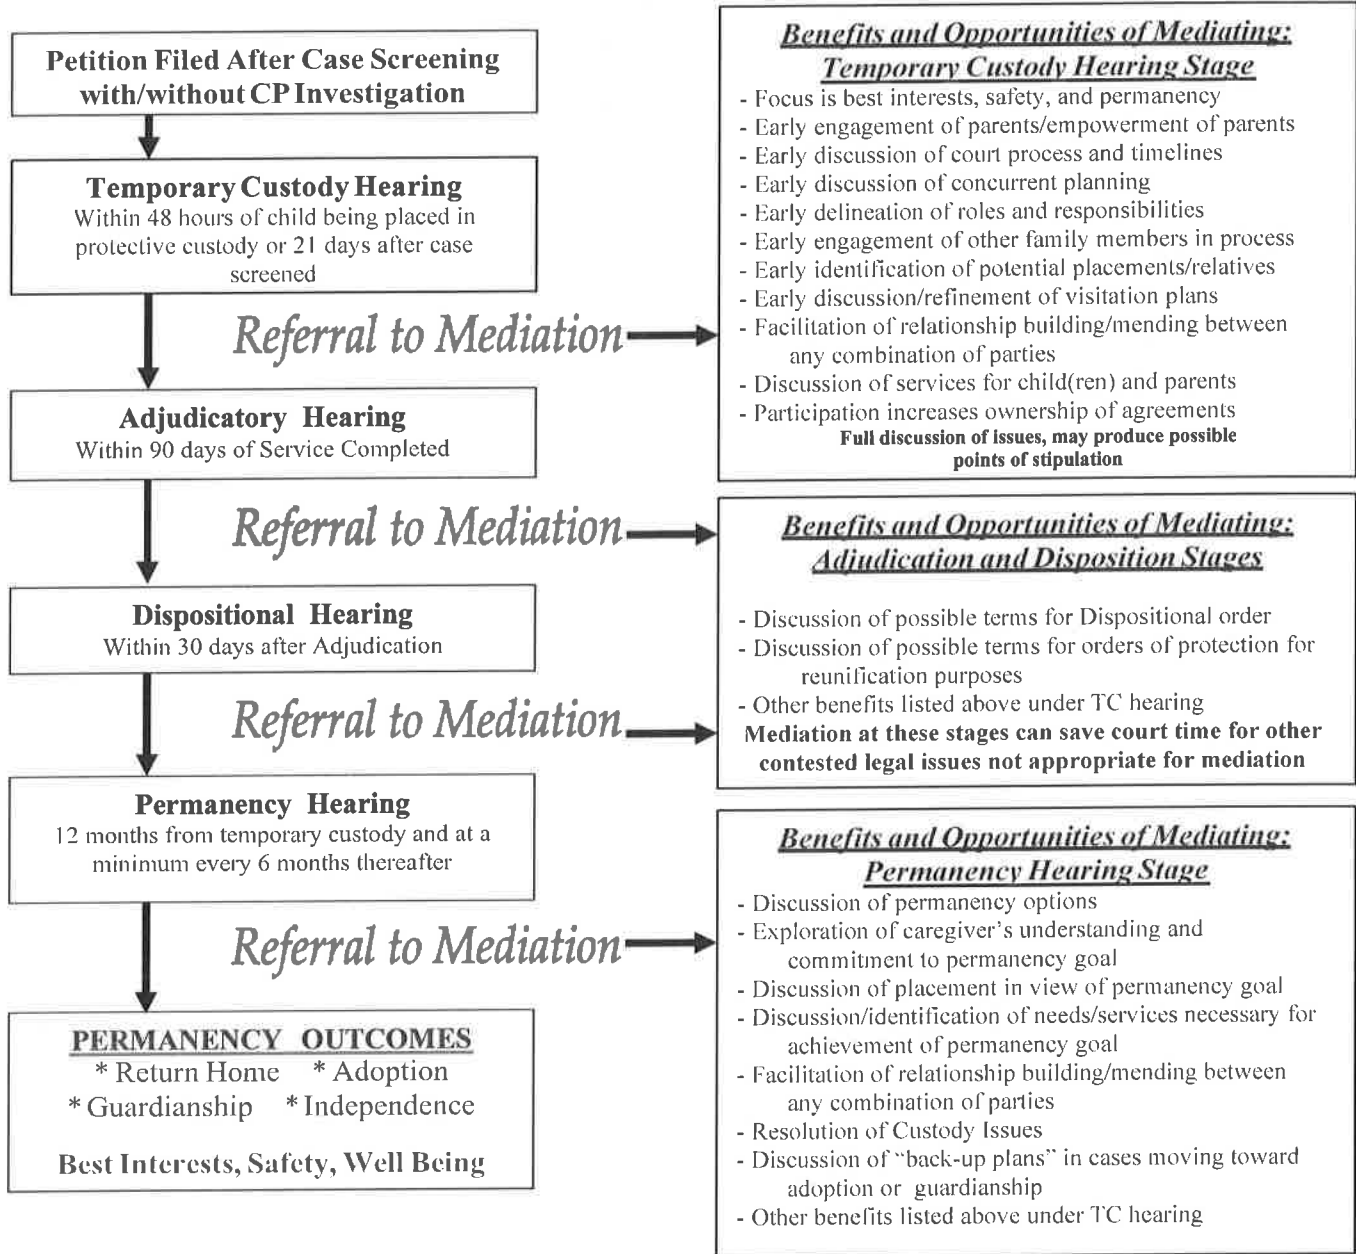 Petition Filed After Case Screening
with/without CP Investigation
Temporary Custody Hearing
Within 48 hours of child being placed in
protective custody or 21 days after case
screened
Referral to Mediation
Adjudicatory Hearing
Within 90 days of Service Completed
Referral to Mediation
Dispositional Hearing
Within 30 days after Adjudication
Referral to Mediation
Permanency Hearing
12 months from temporary custody and at a
minimum every 6 months thereafter
Referral to Mediation
PERMANENCY OUTCOMES
* Return Home * Adoption
* Guardianship * Independence
Best Interests, Safety, Well Being
Benefits and Opportunities of Mediating:
Temporary Custody Hearing Stage
- Focus is best interests, safety, and permanency
- Early engagement of parents/empowerment of parents
- Early discussion of court process and timelines
- Early discussion of concurrent planning
- Early delineation of roles and responsibilities
- Early engagement of other family members in process
- Early identification of potential placements/relatives
- Early discussion/refinement of visitation plans
- Facilitation of relationship building/mending between
any combination of parties
- Discussion of services for child(ren) and parents
- Participation increases ownership of agreements
Full discussion of issues, may produce possible
points of stipulation
Benefits and Opportunities of Mediating:
Adjudication and Disposition Stages
- Discussion of possible terms for Dispositional order
- Discussion of possible terms for orders of protection for
reunification purposes
- Other benefits listed above under TC hearing
Mediation at these stages can save court time for other
contested legal issues not appropriate for mediation
Benefits and Opportunities of Mediating:
Permanency Hearing Stage
- Discussion of permanency options
- Exploration of caregiver's understanding and
commitment to permanency goal
- Discussion of placement in view of permanency goal
- Discussion/identification of needs/services necessary for
achievement of permanency goal
- Facilitation of relationship building/mending between
any combination of parties
- Resolution of Custody Issues
- Discussion of "back-up plans" in cases moving toward
adoption or guardianship
- Other benefits listed above under TC hearing